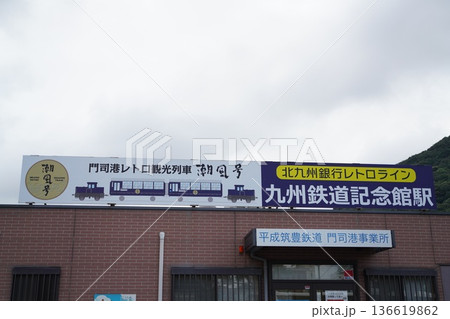 潮風号
門司港レトロ観光列車 潮風号
北九州銀行レトロライン
九州鉄道記念館駅
平成筑豊鉄道 門司港事業所
PIXTA
136619862